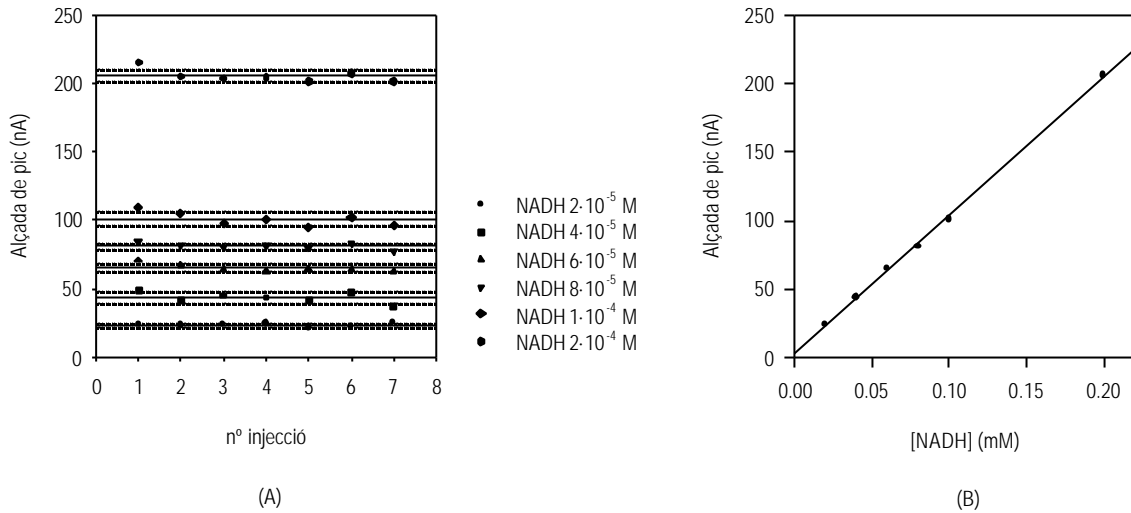 250
200
150
100
50
0
Alçada de pic (nA)
0 1 2 3 4 5 6 7 8
nº injecció
NADH 2·10⁻⁵ M
NADH 4·10⁻⁵ M
NADH 6·10⁻⁵ M
NADH 8·10⁻⁵ M
NADH 1·10⁻⁴ M
NADH 2·10⁻⁴ M
(A)
250
200
150
100
50
0
Alçada de pic (nA)
0.00 0.05 0.10 0.15 0.20
[NADH] (mM)
(B)